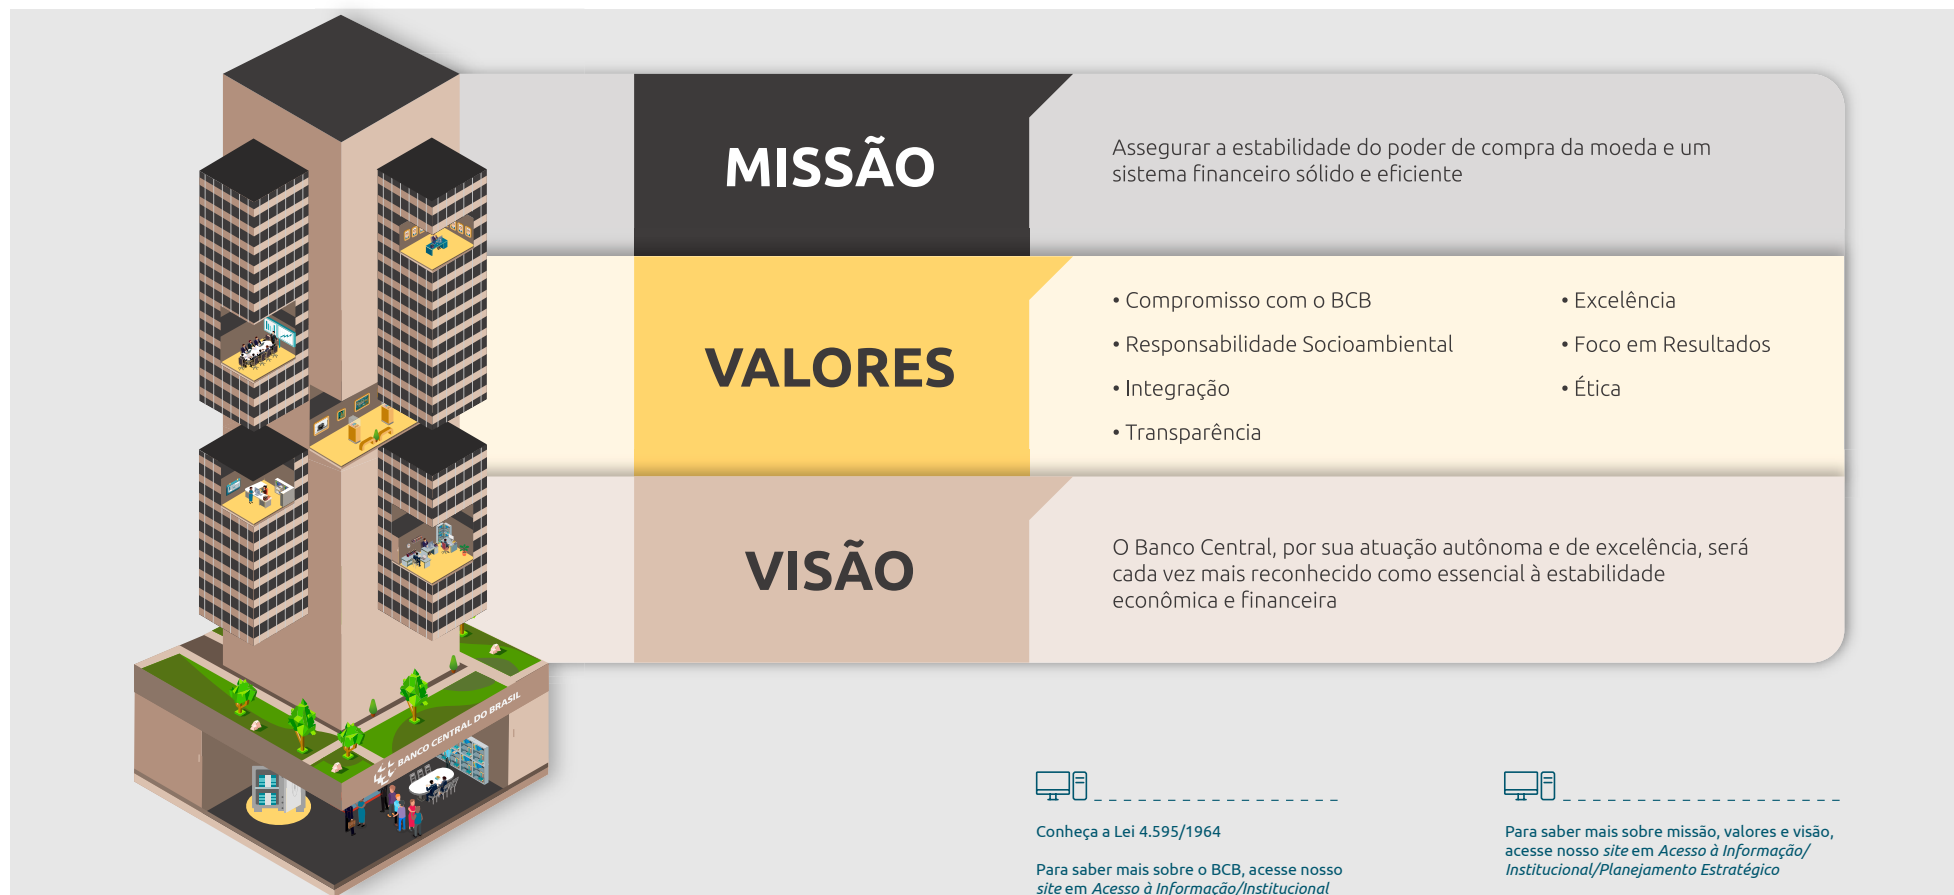 MISSÃO
Assegurar a estabilidade do poder de compra da moeda e um
sistema financeiro sólido e eficiente
VALORES
• Compromisso com o BCB
• Responsabilidade Socioambiental
• Integração
• Transparência
• Excelência
• Foco em Resultados
• Ética
VISÃO
O Banco Central, por sua atuação autônoma e de excelência, será
cada vez mais reconhecido como essencial à estabilidade
econômica e financeira
BANCO CENTRAL DO BRASIL
Conheça a Lei 4.595/1964
Para saber mais sobre o BCB, acesse nosso
site em Acesso à Informação/Institucional
Para saber mais sobre missão, valores e visão,
acesse nosso site em Acesso à Informação/
Institucional/Planejamento Estratégico